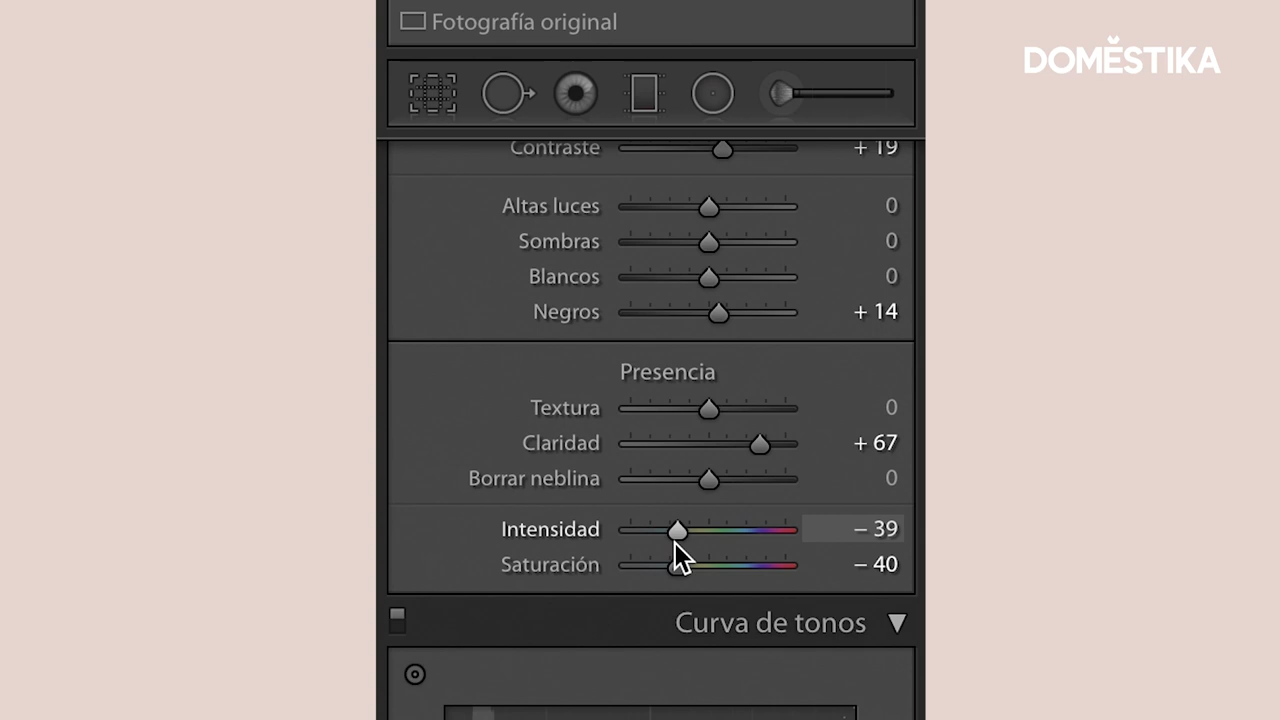 Fotografía original
DOMĔSTIKA
Contraste + 19
Altas luces 0
Sombras 0
Blancos 0
Negros + 14
Presencia
Textura 0
Claridad + 67
Borrar neblina 0
Intensidad – 39
Saturación – 40
Curva de tonos